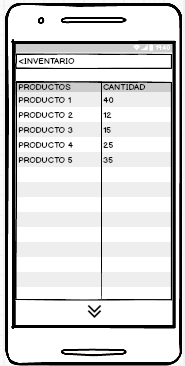 <INVENTARIO
PRODUCTOS CANTIDAD
PRODUCTO 1 40
PRODUCTO 2 12
PRODUCTO 3 15
PRODUCTO 4 25
PRODUCTO 5 35